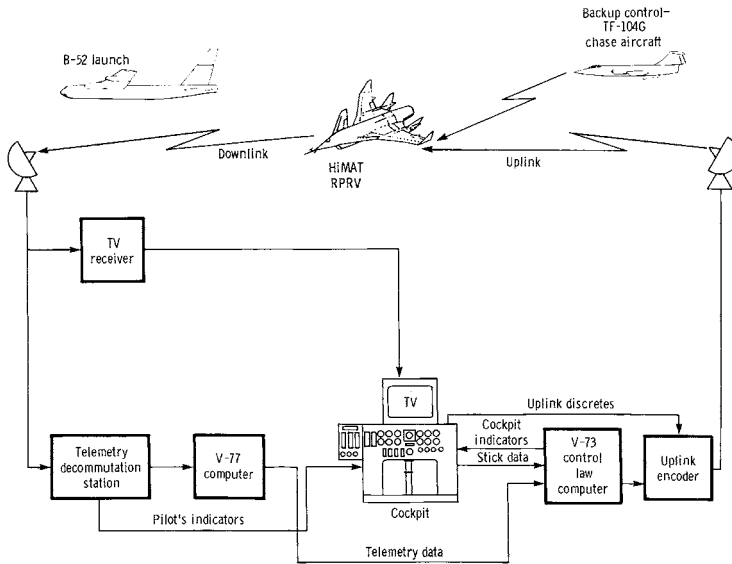 Backup control–
TF-104G
chase aircraft
B-52 launch
Downlink
HiMAT
RPRV
Uplink
TV
receiver
TV
Uplink discretes
Cockpit
indicators
Stick data
Telemetry
decommutation
station
V-77
computer
V-73
control
law
computer
Uplink
encoder
Pilot's indicators
Cockpit
Telemetry data